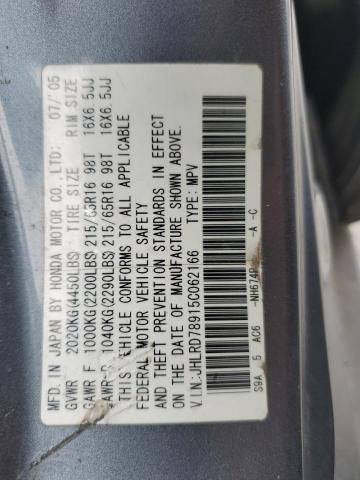 MFD. IN JAPAN BY HONDA MOTOR CO., LTD: 07/05
GVWR 2020KG(4450LBS) TIRE SIZE RIM SIZE
GAWR F 1000KG(2200LBS) 215/65R16 98T 16X6.5JJ
GAWR 1040KG(2290LBS) 215/65R16 98T 16X6.5JJ
THIS VEHICLE CONFORMS TO ALL APPLICABLE
FEDERAL MOTOR VEHICLE SAFETY
AND THEFT PREVENTION STANDARDS IN EFFECT
ON THE DATE OF MANUFACTURE SHOWN ABOVE.
V.I.N:JHLRD78915C062166 TYPE: MPV
-NH674P -A -C
S9A 5 AC6